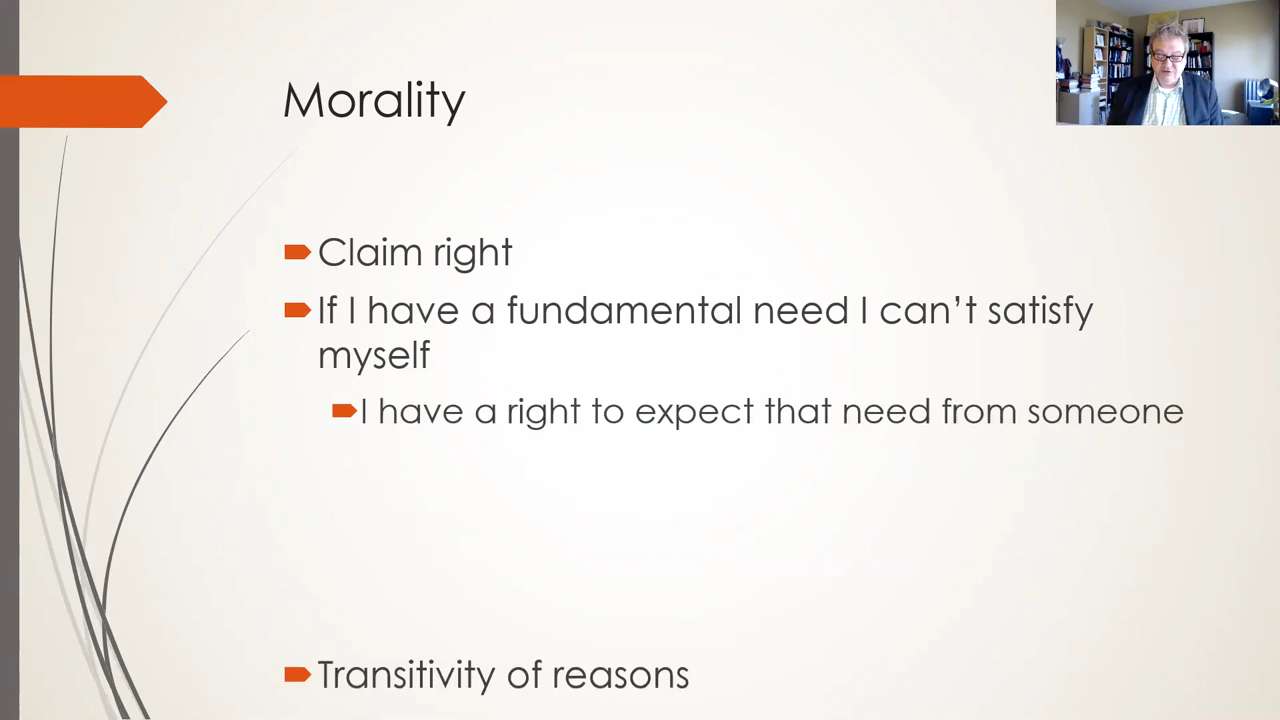 Morality
Claim right
If I have a fundamental need I can’t satisfy
myself
I have a right to expect that need from someone
Transitivity of reasons